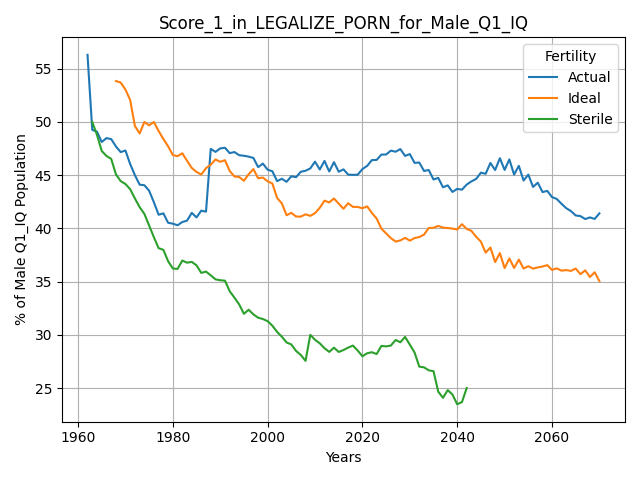 Score_1_in_LEGALIZE_PORN_for_Male_Q1_IQ
Fertility
Actual
Ideal
Sterile
% of Male Q1_IQ Population
55
50
45
40
35
30
25
1960
1980
2000
2020
2040
2060
Years